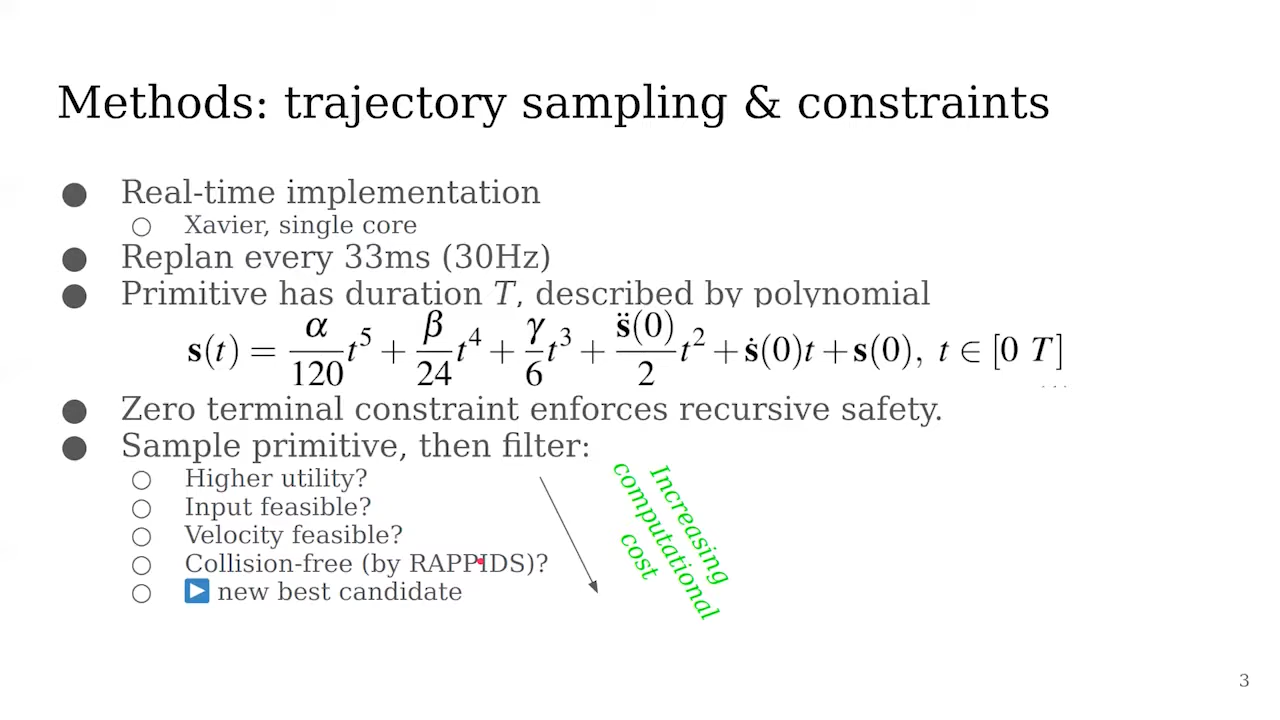 Methods: trajectory sampling & constraints
● Real-time implementation
○ Xavier, single core
● Replan every 33ms (30Hz)
● Primitive has duration T, described by polynomial
s(t) = α/120 t⁵ + β/24 t⁴ + γ/6 t³ + s̈(0)/2 t² + ṡ(0)t + s(0), t ∈ [0 T]
● Zero terminal constraint enforces recursive safety.
● Sample primitive, then filter:
○ Higher utility?
○ Input feasible?
○ Velocity feasible?
○ Collision-free (by RAPPIDS)?
○ ▶ new best candidate
Increasing
computational
cost
3